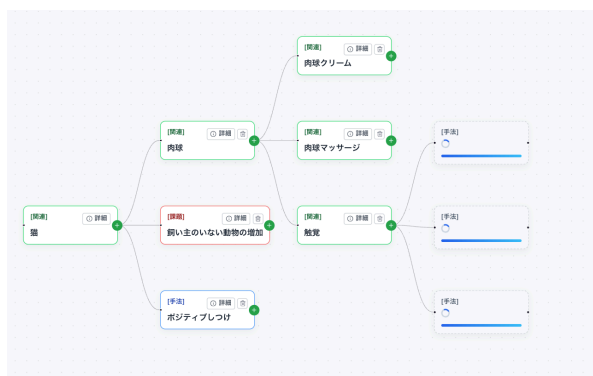 [関連] 詳細
肉球クリーム
[関連] 詳細
肉球
[関連] 詳細
肉球マッサージ
[手法]
[関連] 詳細
猫
[課題] 詳細
飼い主のいない動物の増加
[関連] 詳細
触覚
[手法]
[手法] 詳細
ポジティブしつけ
[手法]